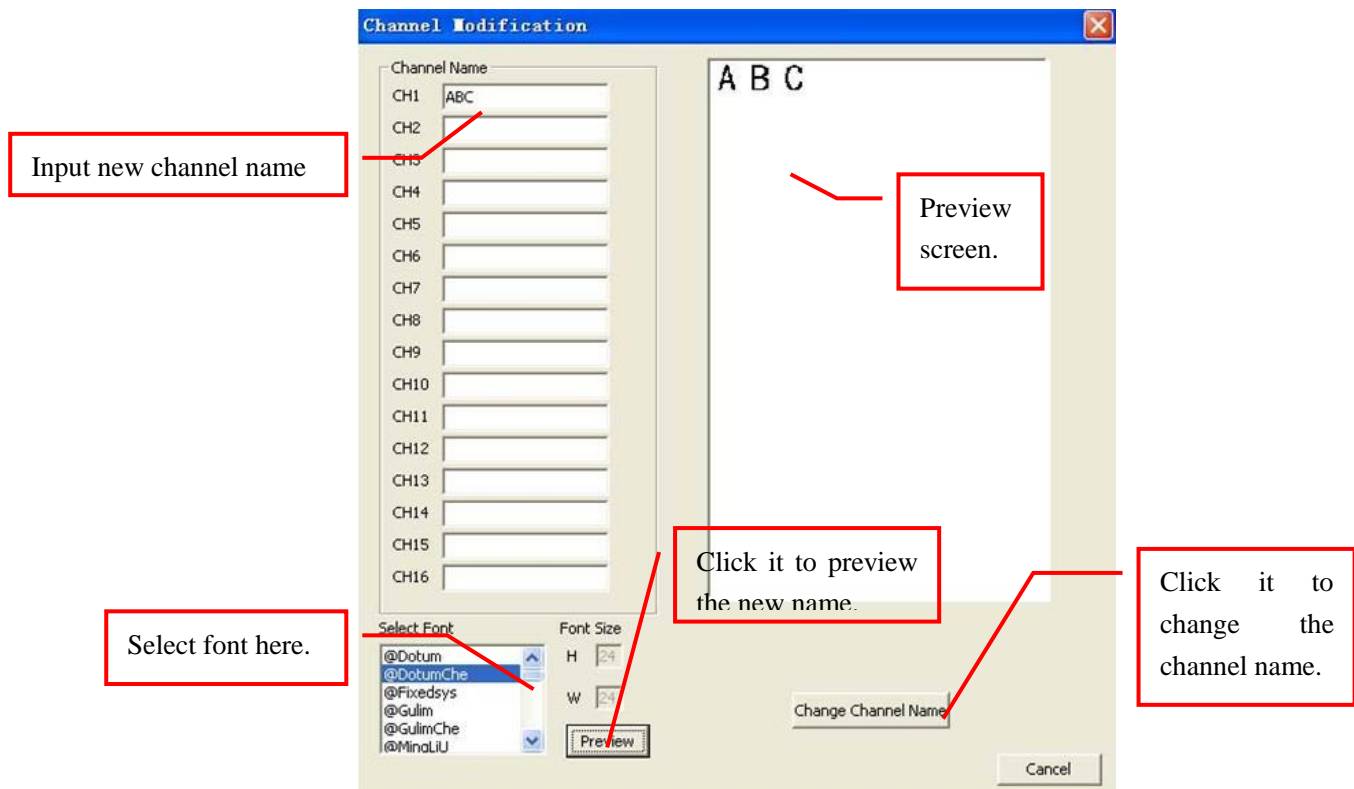 Channel Modification
Channel Name
CH1 ABC
CH2
CH3
CH4
CH5
CH6
CH7
CH8
CH9
CH10
CH11
CH12
CH13
CH14
CH15
CH16
A B C
Input new channel name
Preview
screen.
Click it to preview
the new name.
Click it to
change the
channel name.
Select font here.
Select Font
@Dotum
@DotumChe
@Fixedsys
@Gulim
@GulimChe
@MingLiU
Font Size
H 24
W 24
Preview
Change Channel Name
Cancel